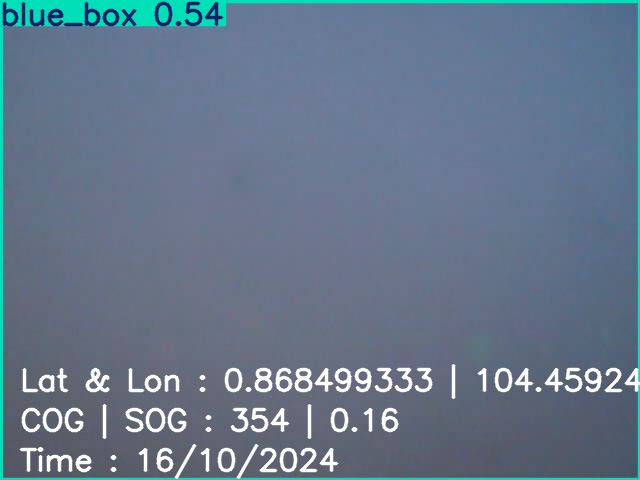 blue_box 0.54
Lat & Lon : 0.868499333 | 104.45924
COG | SOG : 354 | 0.16
Time : 16/10/2024